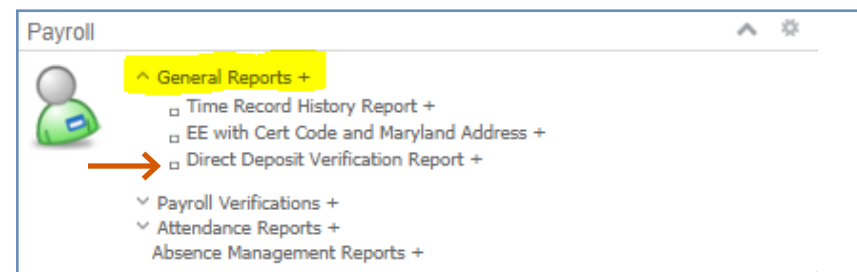 Payroll
General Reports +
Time Record History Report +
EE with Cert Code and Maryland Address +
Direct Deposit Verification Report +
Payroll Verifications +
Attendance Reports +
Absence Management Reports +